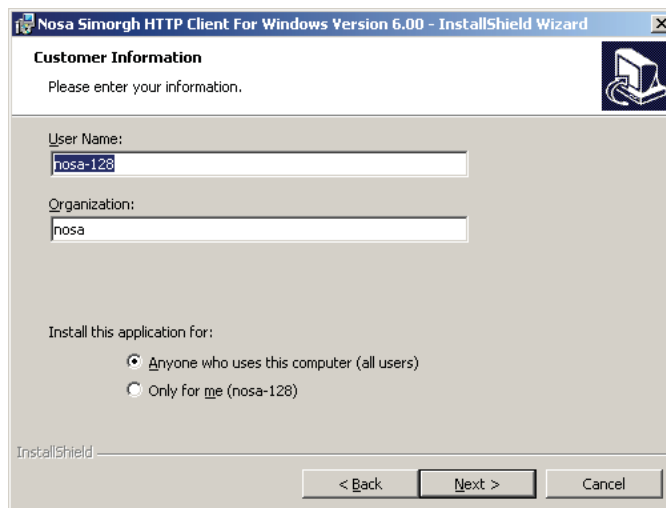 Nosa Simorgh HTTP Client For Windows Version 6.00 - InstallShield Wizard
Customer Information
Please enter your information.
User Name:
nosa-128
Organization:
nosa
Install this application for:
Anyone who uses this computer (all users)
Only for me (nosa-128)
InstallShield
< Back Next > Cancel